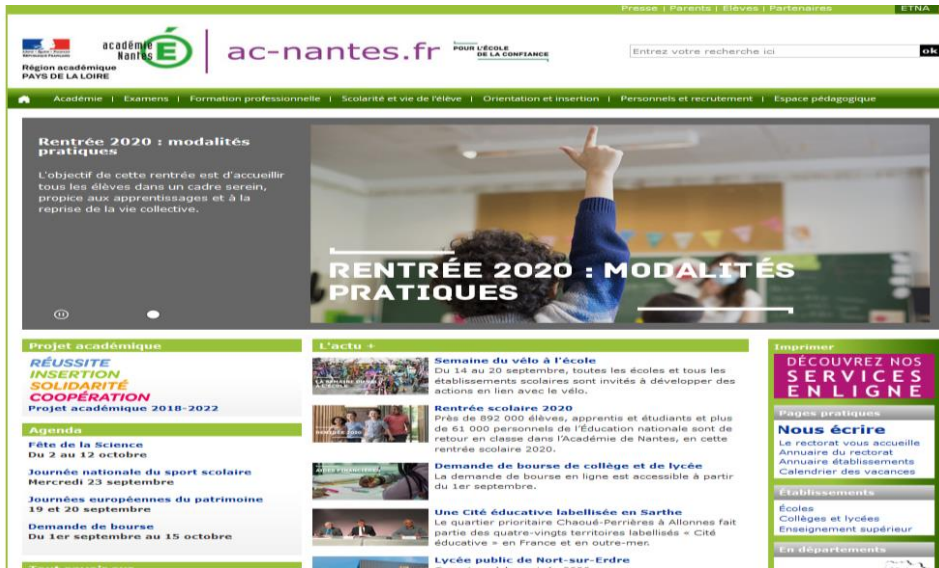 Presse | Parents | Elèves | Partenaires
ETNA
académie
Nantes
É
Région académique
PAYS DE LA LOIRE
ac-nantes.fr
POUR L'ÉCOLE
DE LA CONFIANCE
Entrez votre recherche ici
ok
Académie | Examens | Formation professionnelle | Scolarité et vie de l'élève | Orientation et insertion | Personnels et recrutement | Espace pédagogique
Rentrée 2020 : modalités
pratiques
L'objectif de cette rentrée est d'accueillir
tous les élèves dans un cadre serein,
propice aux apprentissages et à la
reprise de la vie collective.
RENTRÉE 2020 : MODALITÉS
PRATIQUES
Projet académique
RÉUSSITE
INSERTION
SOLIDARITÉ
COOPÉRATION
Projet académique 2018-2022
Agenda
Fête de la Science
Du 2 au 12 octobre
Journée nationale du sport scolaire
Mercredi 23 septembre
Journées européennes du patrimoine
19 et 20 septembre
Demande de bourse
Du 1er septembre au 15 octobre
L'actu +
Semaine du vélo à l'école
Du 14 au 20 septembre, toutes les écoles et tous les
établissements scolaires sont invités à développer des
actions en lien avec le vélo.
Rentrée scolaire 2020
Près de 892 000 élèves, apprentis et étudiants et plus
de 61 000 personnels de l'Éducation nationale sont de
retour en classe dans l'Académie de Nantes, en cette
rentrée scolaire 2020.
Demande de bourse de collège et de lycée
La demande de bourse en ligne est accessible à partir
du 1er septembre.
Une Cité éducative labellisée en Sarthe
Le quartier prioritaire Chaoué-Perrières à Allonnes fait
partie des quatre-vingts territoires labellisés « Cité
éducative » en France et en outre-mer.
Lycée public de Nort-sur-Erdre
Imprimer
DÉCOUVREZ NOS
SERVICES
EN LIGNE
Pages pratiques
Nous écrire
Le rectorat vous accueille
Annuaire du rectorat
Annuaire établissements
Calendrier des vacances
Établissements
Écoles
Collèges et lycées
Enseignement supérieur
En départements